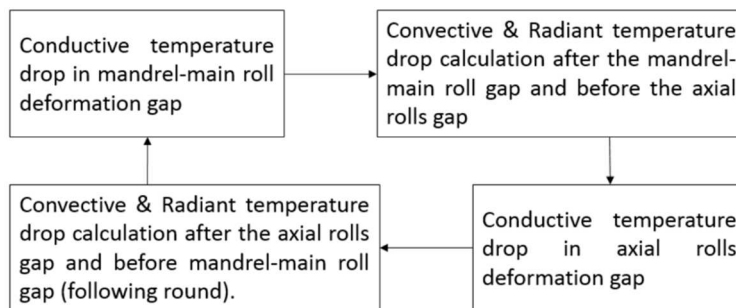 Conductive temperature
drop in mandrel-main roll
deformation gap
Convective & Radiant temperature
drop calculation after the mandrel-
main roll gap and before the axial
rolls gap
Conductive temperature
drop in axial rolls
deformation gap
Convective & Radiant temperature
drop calculation after the axial rolls
gap and before mandrel-main roll
gap (following round).